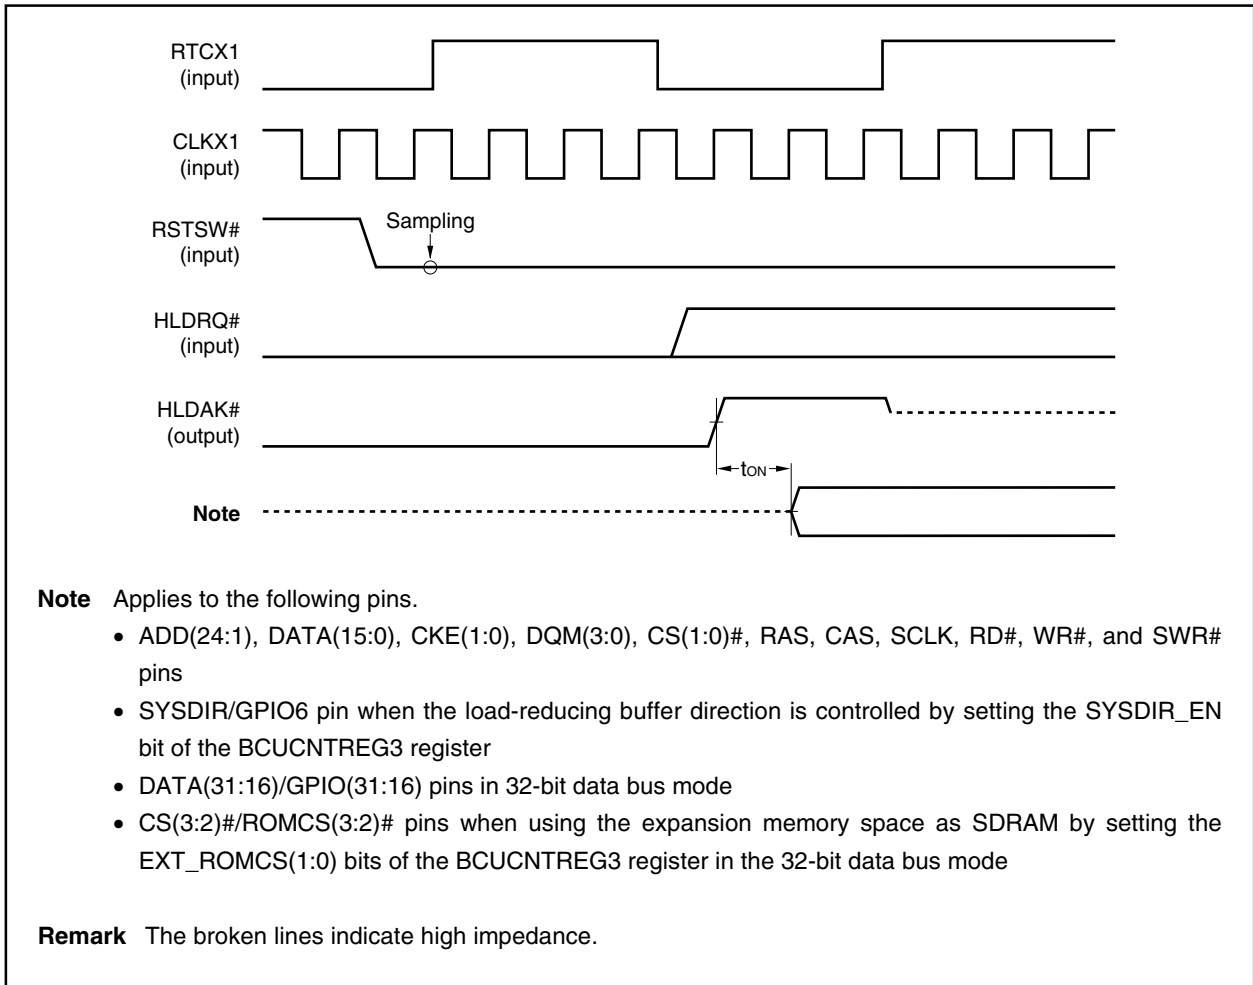 RTCX1
(input)
CLKX1
(input)
RSTSW#
(input)
Sampling
HLDRQ#
(input)
HLDAK#
(output)
tON
Note
Note Applies to the following pins.
• ADD(24:1), DATA(15:0), CKE(1:0), DQM(3:0), CS(1:0)#, RAS, CAS, SCLK, RD#, WR#, and SWR#
pins
• SYSDIR/GPIO6 pin when the load-reducing buffer direction is controlled by setting the SYSDIR_EN
bit of the BCUCNTREG3 register
• DATA(31:16)/GPIO(31:16) pins in 32-bit data bus mode
• CS(3:2)#/ROMCS(3:2)# pins when using the expansion memory space as SDRAM by setting the
EXT_ROMCS(1:0) bits of the BCUCNTREG3 register in the 32-bit data bus mode
Remark The broken lines indicate high impedance.